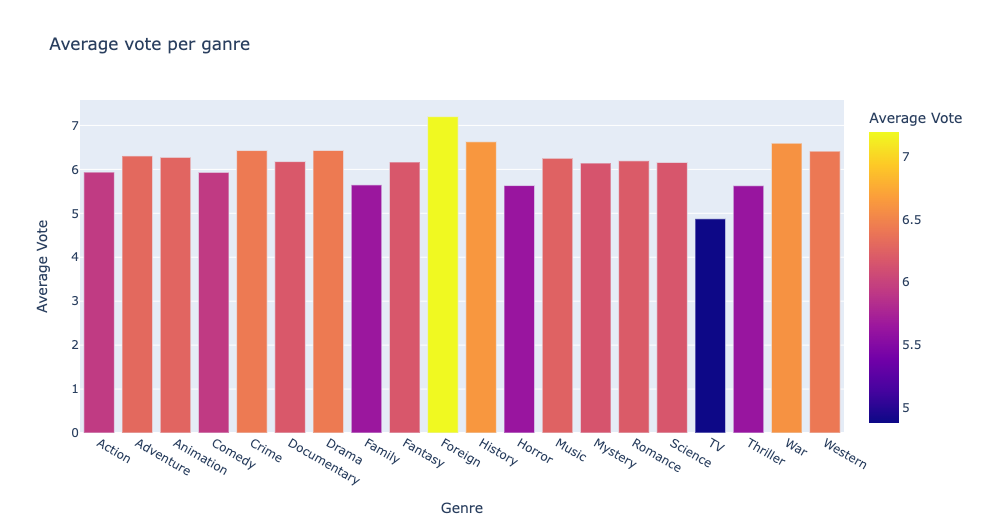 Average vote per ganre
Average Vote
7
6
5
4
3
2
1
0
Action
Adventure
Animation
Comedy
Crime
Documentary
Drama
Family
Fantasy
Foreign
History
Horror
Music
Mystery
Romance
Science
TV
Thriller
War
Western
Genre
Average Vote
7
6.5
6
5.5
5